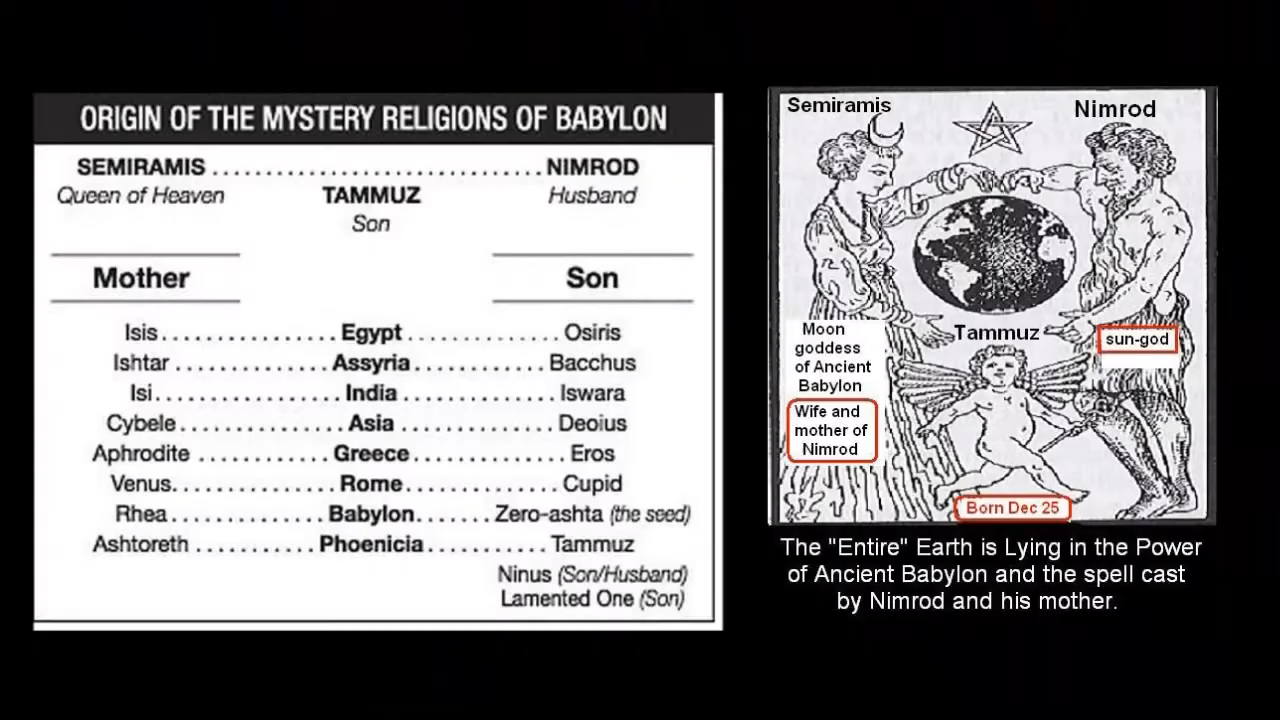 ORIGIN OF THE MYSTERY RELIGIONS OF BABYLON
SEMIRAMIS ................................ NIMROD
Queen of Heaven TAMMUZ Husband
Son
Mother Son
Isis ................. Egypt ................. Osiris
Ishtar ............... Assyria ............... Bacchus
Isi ................... India ................. Iswara
Cybele ................ Asia ................. Deoius
Aphrodite ............ Greece ................ Eros
Venus ................. Rome ................. Cupid
Rhea ................ Babylon ....... Zero-ashta (the seed)
Ashtoreth .......... Phoenicia ............ Tammuz
Ninus (Son/Husband)
Lamented One (Son)
Semiramis
Nimrod
Tammuz
Moon
goddess
of Ancient
Babylon
sun-god
Wife and
mother of
Nimrod
Born Dec 25
The "Entire" Earth is Lying in the Power
of Ancient Babylon and the spell cast
by Nimrod and his mother.